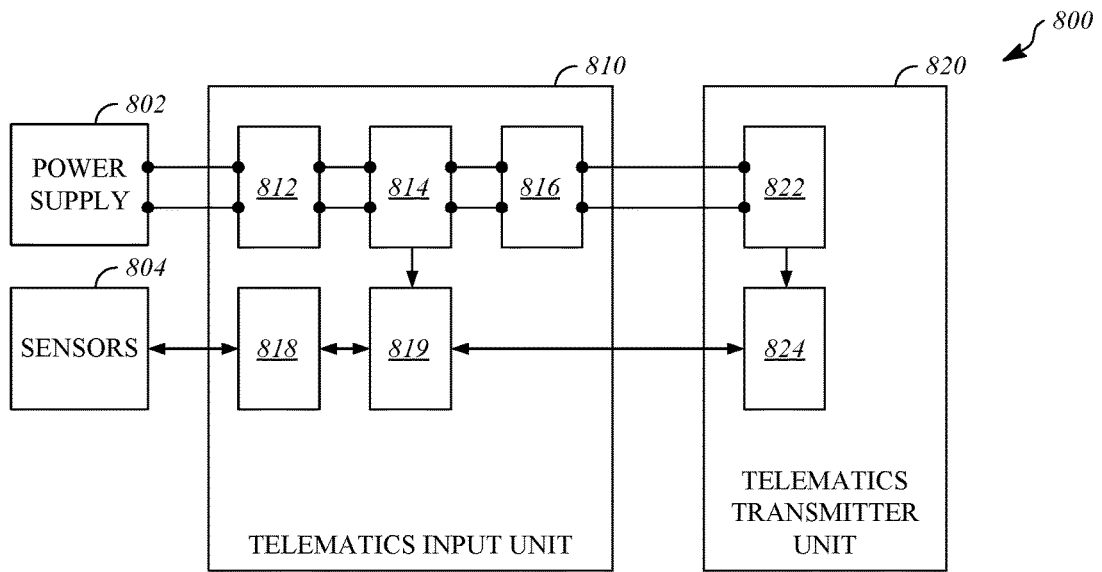 800
802
810
820
POWER
SUPPLY
812
814
816
822
804
SENSORS
818
819
824
TELEMATICS INPUT UNIT
TELEMATICS
TRANSMITTER
UNIT